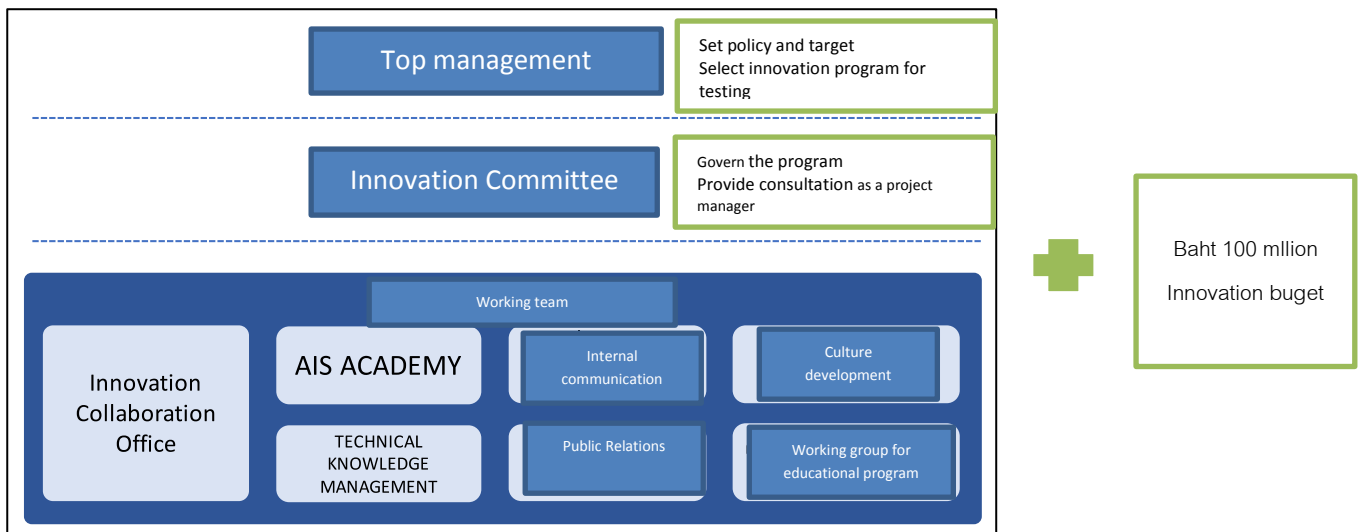 Top management
Set policy and target
Select innovation program for
testing
Innovation Committee
Govern the program
Provide consultation as a project
manager
Baht 100 mllion
Innovation buget
Working team
Innovation
Collaboration
Office
AIS ACADEMY
Internal
communication
Culture
development
TECHNICAL
KNOWLEDGE
MANAGEMENT
Public Relations
Working group for
educational program